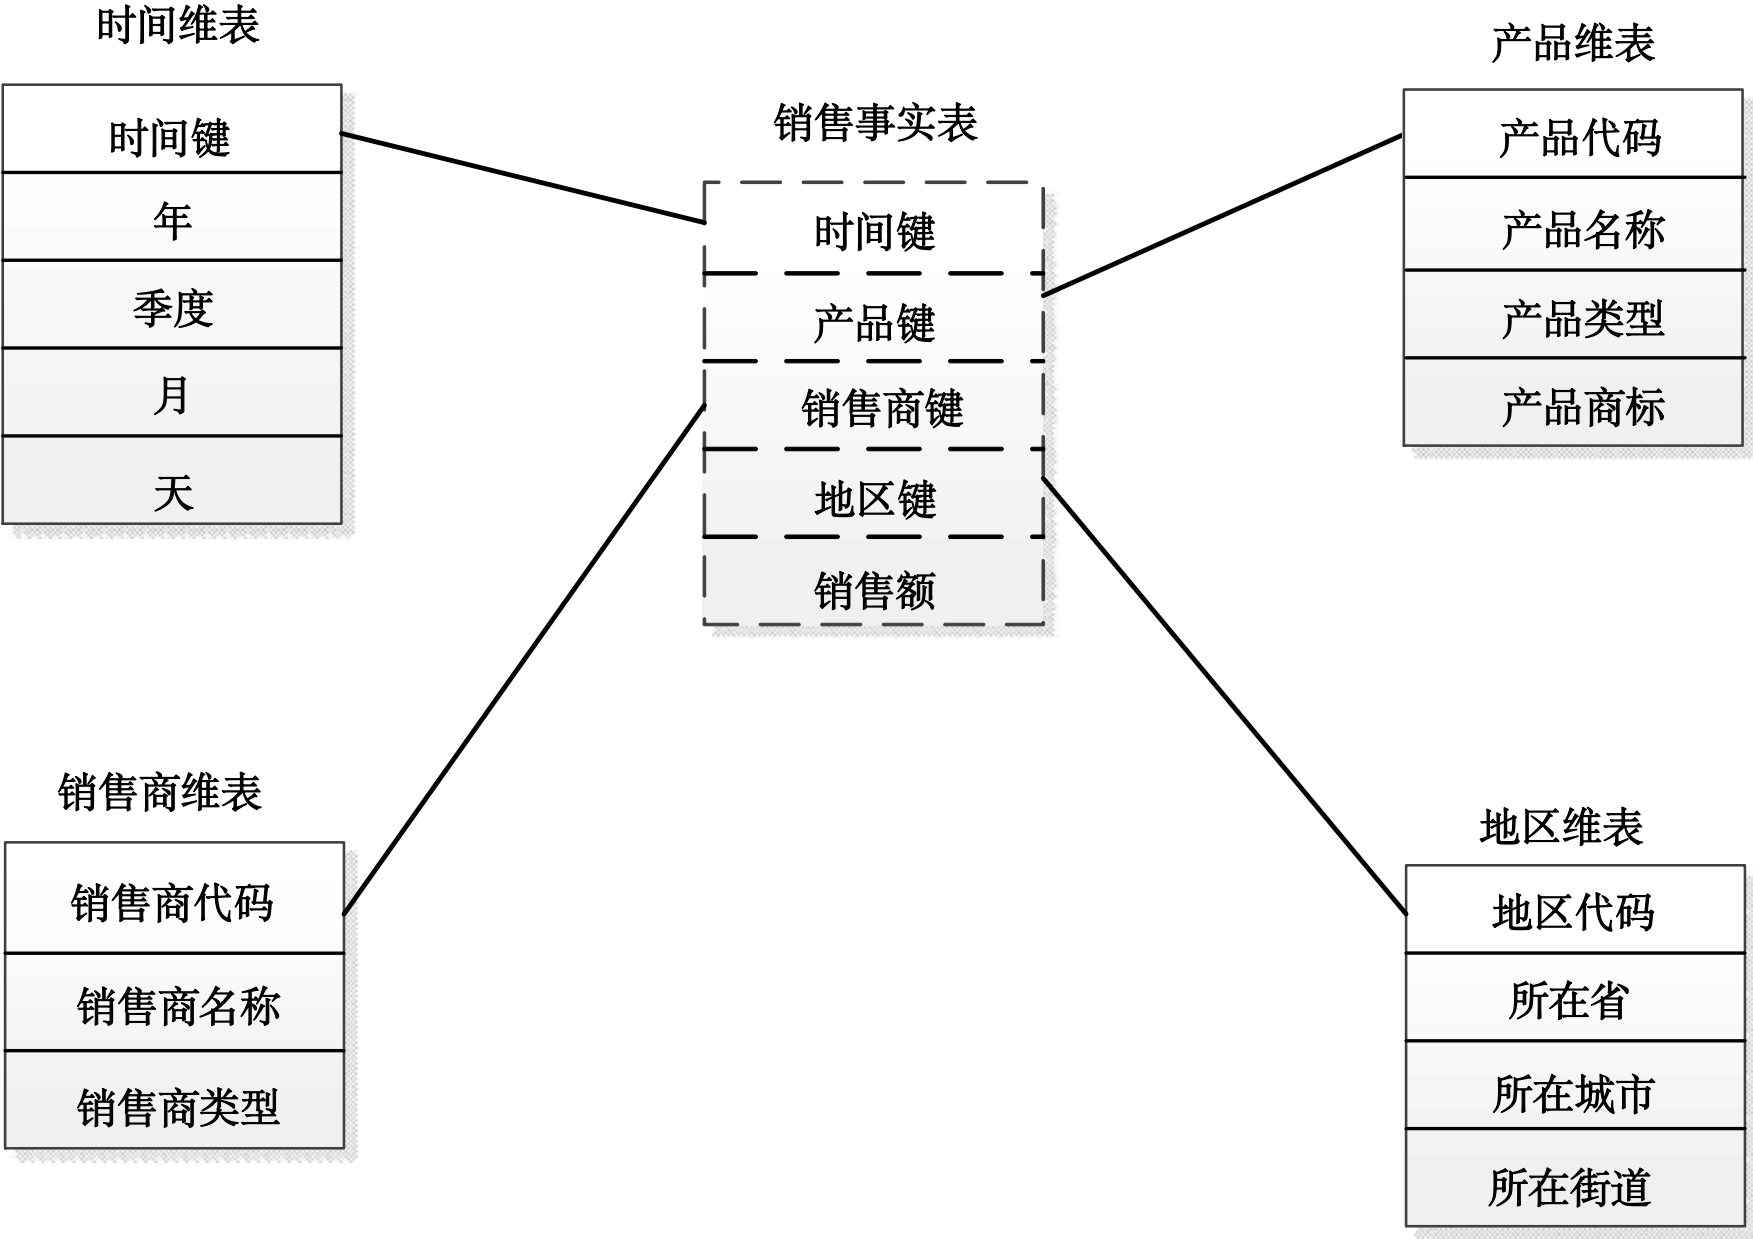 时间维表
时间键
年
季度
月
天
销售事实表
时间键
产品键
销售商键
地区键
销售额
产品维表
产品代码
产品名称
产品类型
产品商标
销售商维表
销售商代码
销售商名称
销售商类型
地区维表
地区代码
所在省
所在城市
所在街道